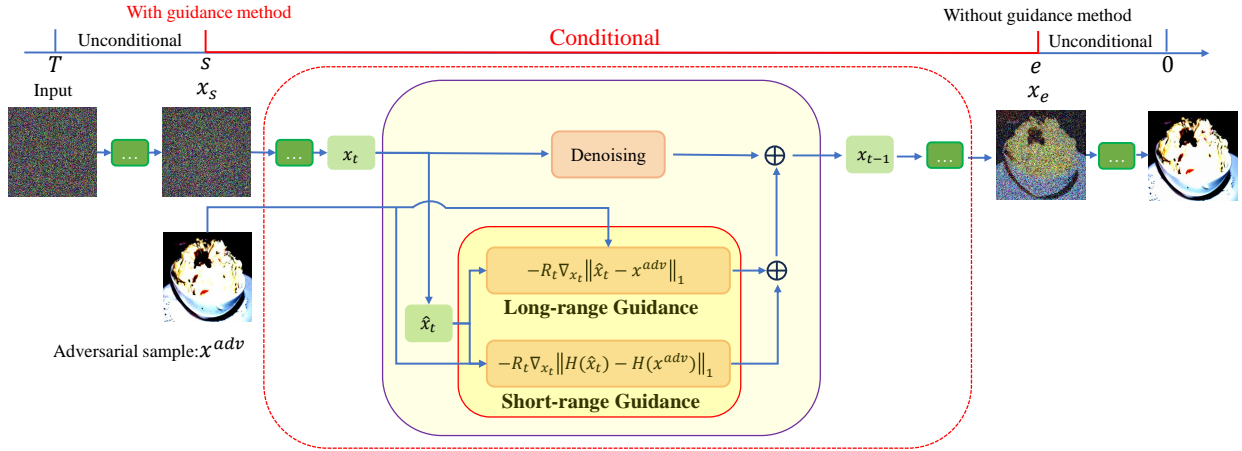 With guidance method
Without guidance method
Unconditional
Conditional
Unconditional
T
s
e
0
Input
x_s
x_e
...
...
x_t
Denoising
⊕
x_{t−1}
...
...
−R_t∇_{x_t}‖x̂_t − x^{adv}‖_1
⊕
Long-range Guidance
x̂_t
Adversarial sample:x^{adv}
−R_t∇_{x_t}‖H(x̂_t) − H(x^{adv})‖_1
Short-range Guidance